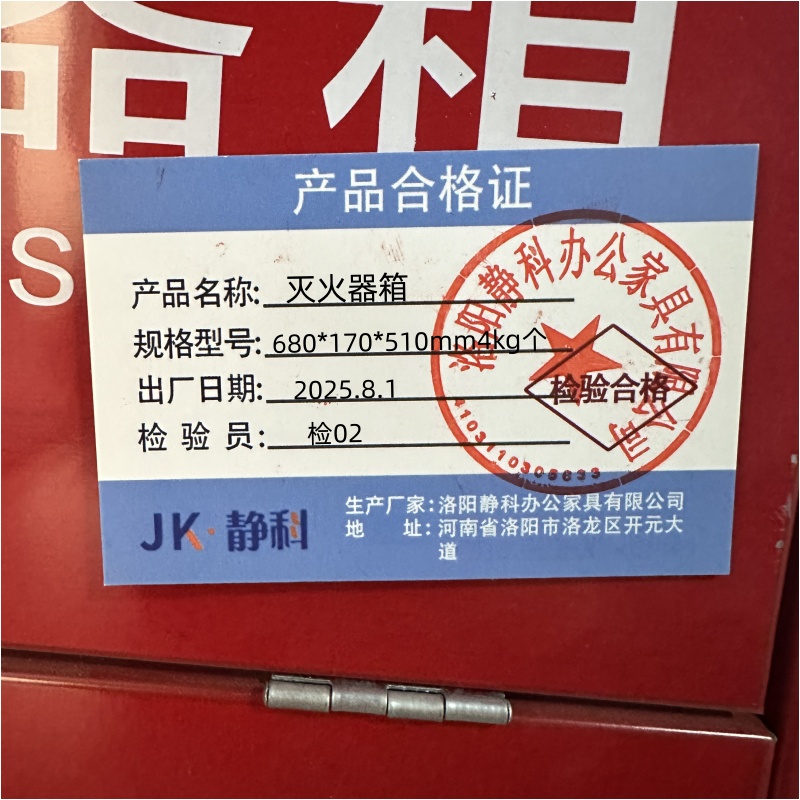 器箱
S
产品合格证
产品名称: 灭火器箱
规格型号: 680*170*510mm4kg个
出厂日期: 2025.8.1
检 验 员: 检02
洛阳静科办公家具有限公司
检验合格
4103110305633
JK·静科
生产厂家:洛阳静科办公家具有限公司
地 址:河南省洛阳市洛龙区开元大
道